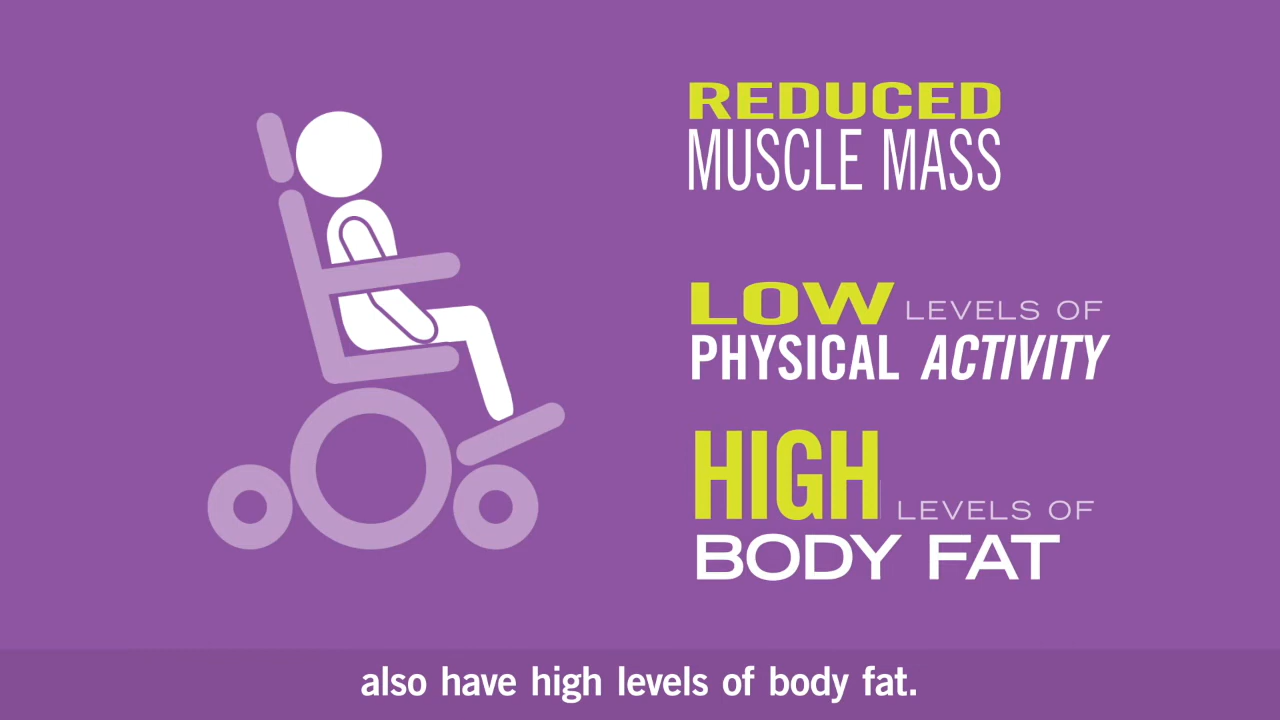 REDUCED
MUSCLE MASS
LOW LEVELS OF
PHYSICAL ACTIVITY
HIGH LEVELS OF
BODY FAT
also have high levels of body fat.